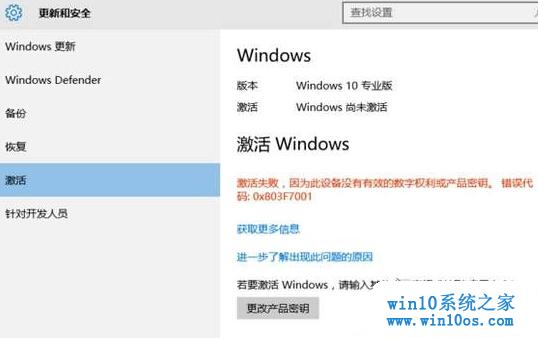 更新和安全
查找设置
Windows 更新
Windows Defender
备份
恢复
激活
针对开发人员
Windows
版本 Windows 10 专业版
激活 Windows 尚未激活
激活 Windows
激活失败，因为此设备没有有效的数字权利或产品密钥。 错误代
码: 0x803F7001
获取更多信息
进一步了解出现此问题的原因
若要激活 Windows，请输入
更改产品密钥
win10系统之家
www.win10os.com